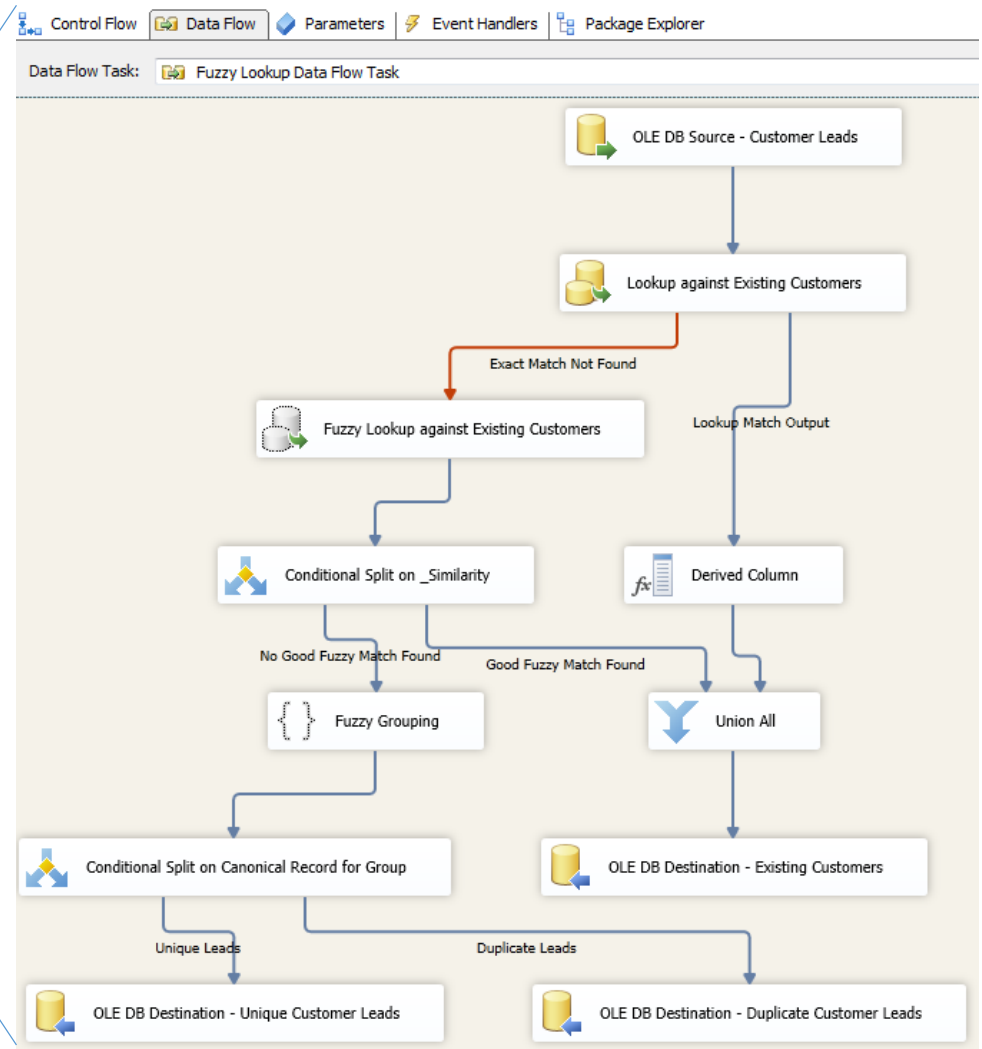 Control Flow Data Flow Parameters Event Handlers Package Explorer
Data Flow Task: Fuzzy Lookup Data Flow Task
OLE DB Source - Customer Leads
Lookup against Existing Customers
Exact Match Not Found
Lookup Match Output
Fuzzy Lookup against Existing Customers
Conditional Split on _Similarity
fx Derived Column
No Good Fuzzy Match Found
Good Fuzzy Match Found
{ } Fuzzy Grouping
Union All
Conditional Split on Canonical Record for Group
OLE DB Destination - Existing Customers
Unique Leads
Duplicate Leads
OLE DB Destination - Unique Customer Leads
OLE DB Destination - Duplicate Customer Leads